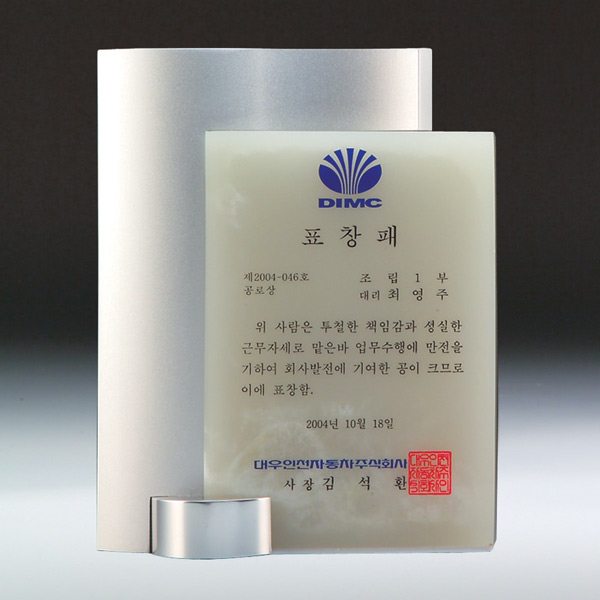 DIMC
표 창 패
제2004-046호 조 립 1 부
공로상 대리 최 영 주
위 사람은 투철한 책임감과 성실한
근무자세로 맡은바 업무수행에 만전을
기하여 회사발전에 기여한 공이 크므로
이에 표창함.
2004년 10월 18일
대우인천자동차주식회사
사 장 김 석 환